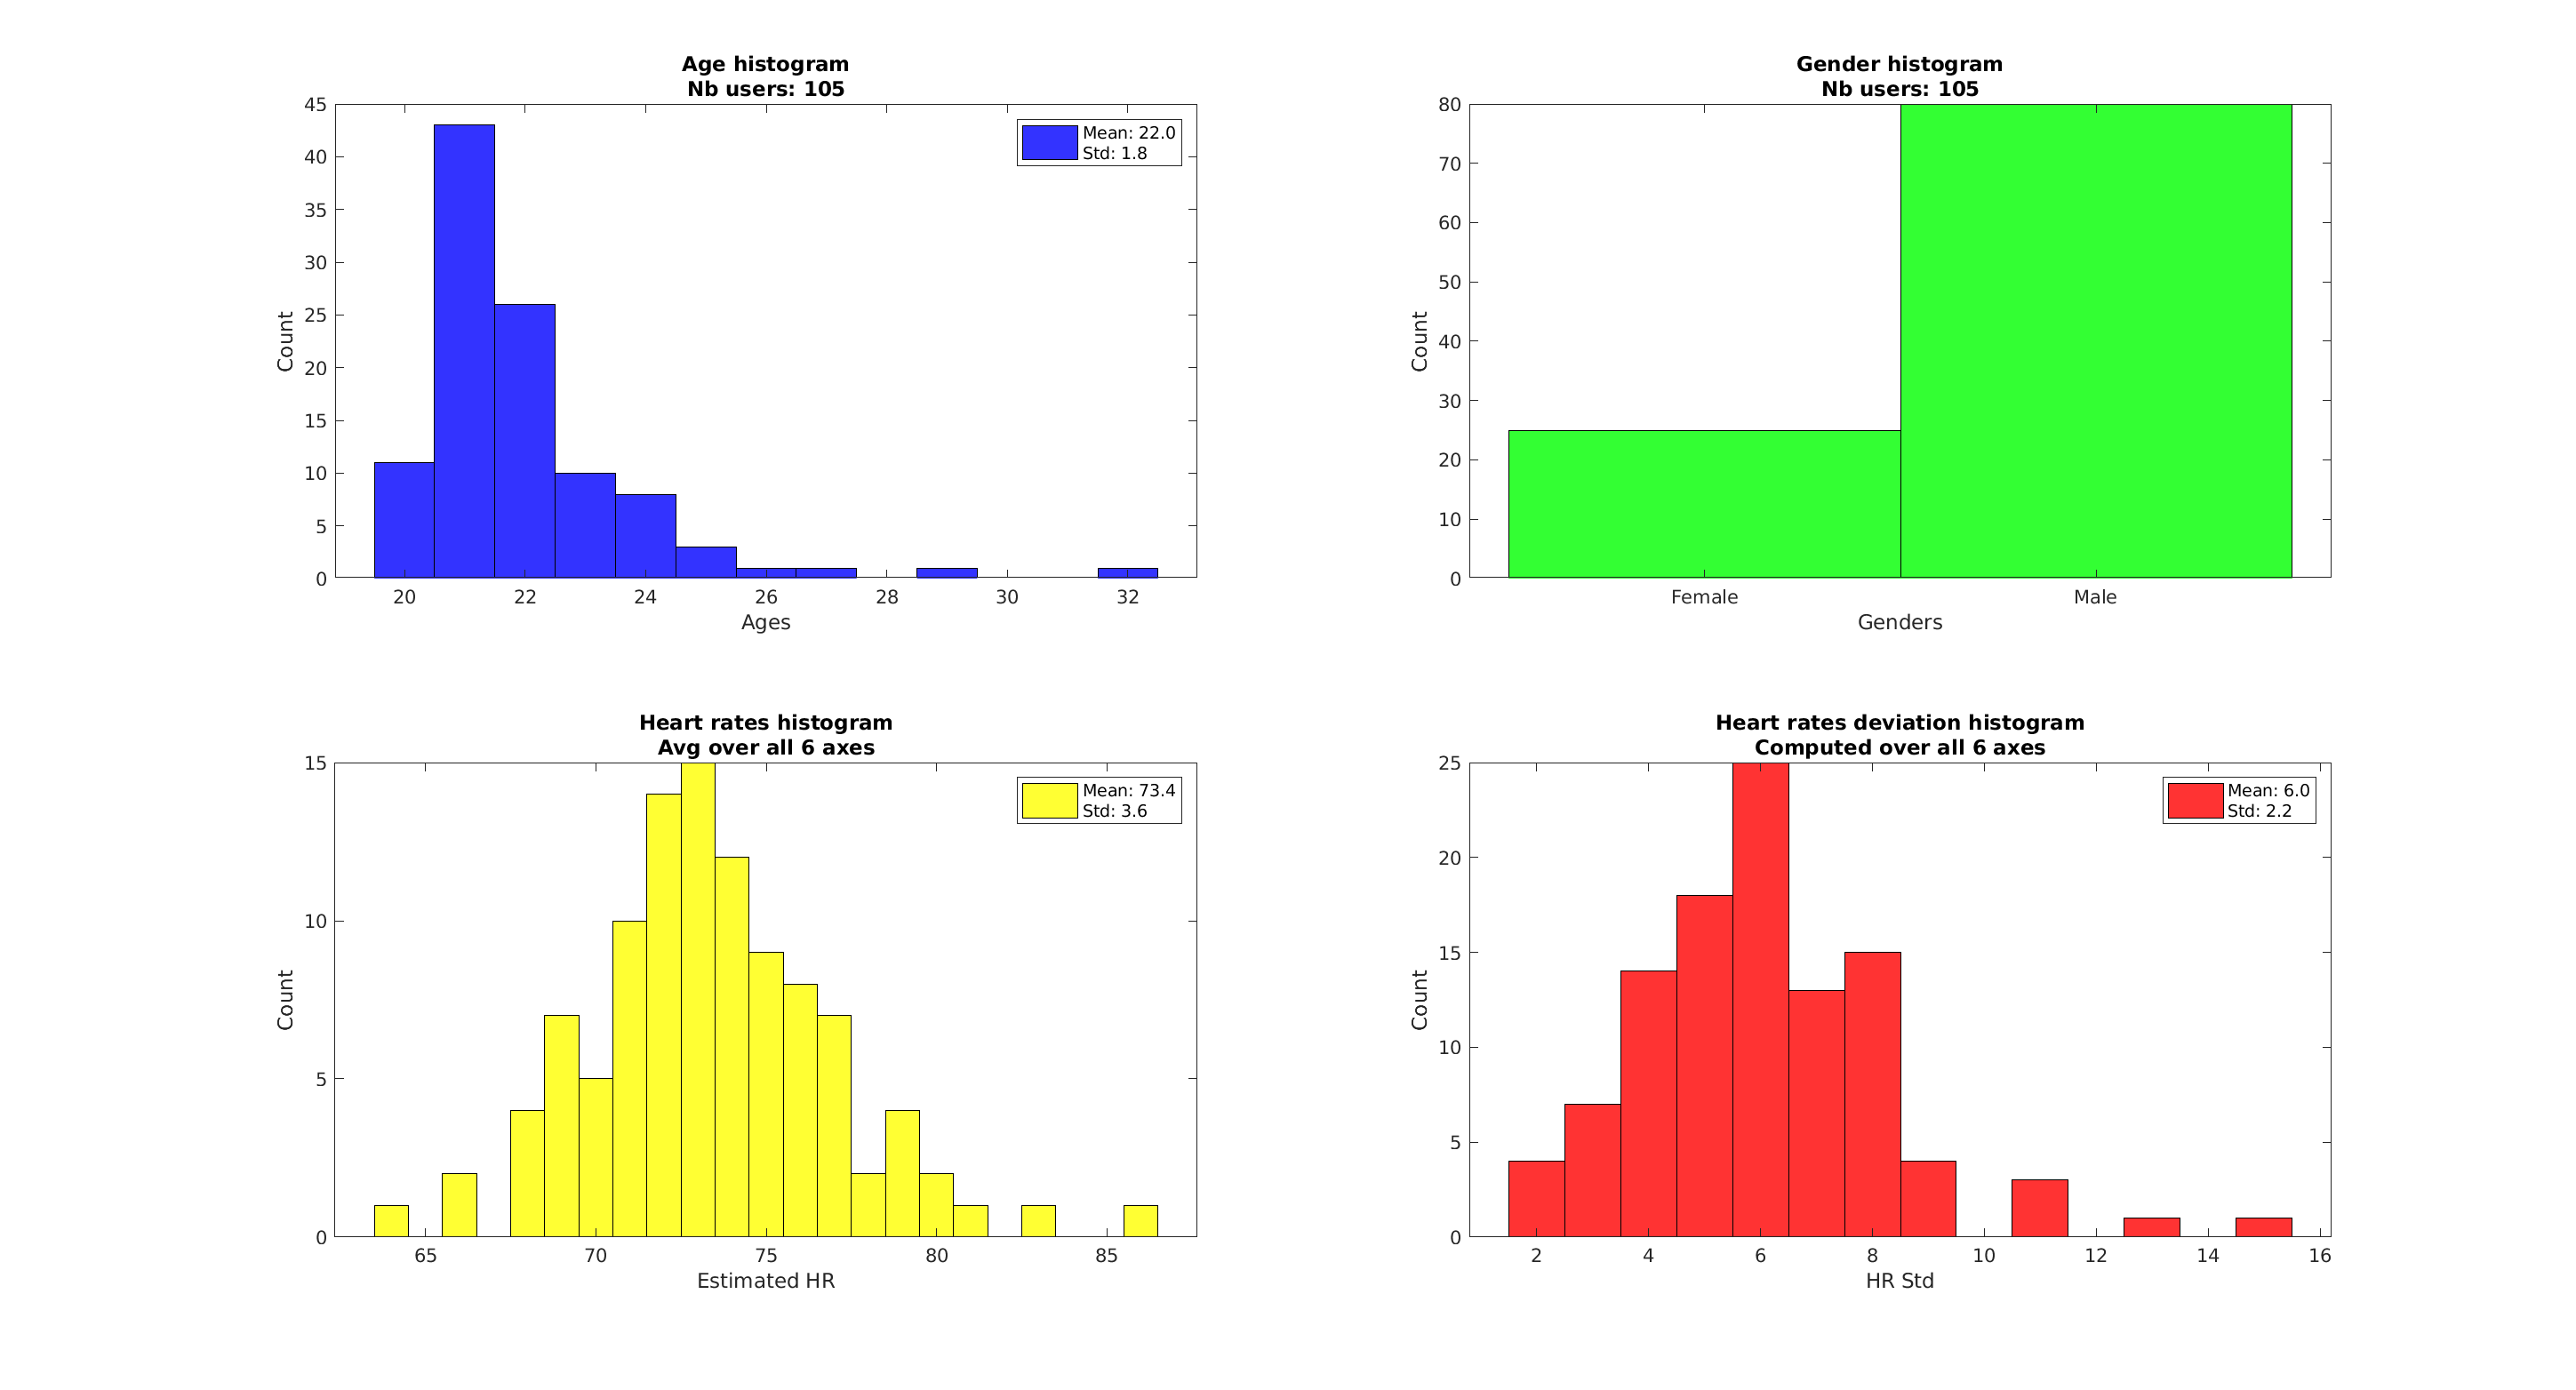 Age histogram
Nb users: 105
45
40
35
30
25
20
15
10
5
0
Count
Mean: 22.0
Std: 1.8
20 22 24 26 28 30 32
Ages
Gender histogram
Nb users: 105
80
70
60
50
40
30
20
10
0
Count
Female Male
Genders
Heart rates histogram
Avg over all 6 axes
15
10
5
0
Count
Mean: 73.4
Std: 3.6
65 70 75 80 85
Estimated HR
Heart rates deviation histogram
Computed over all 6 axes
25
20
15
10
5
0
Count
Mean: 6.0
Std: 2.2
2 4 6 8 10 12 14 16
HR Std